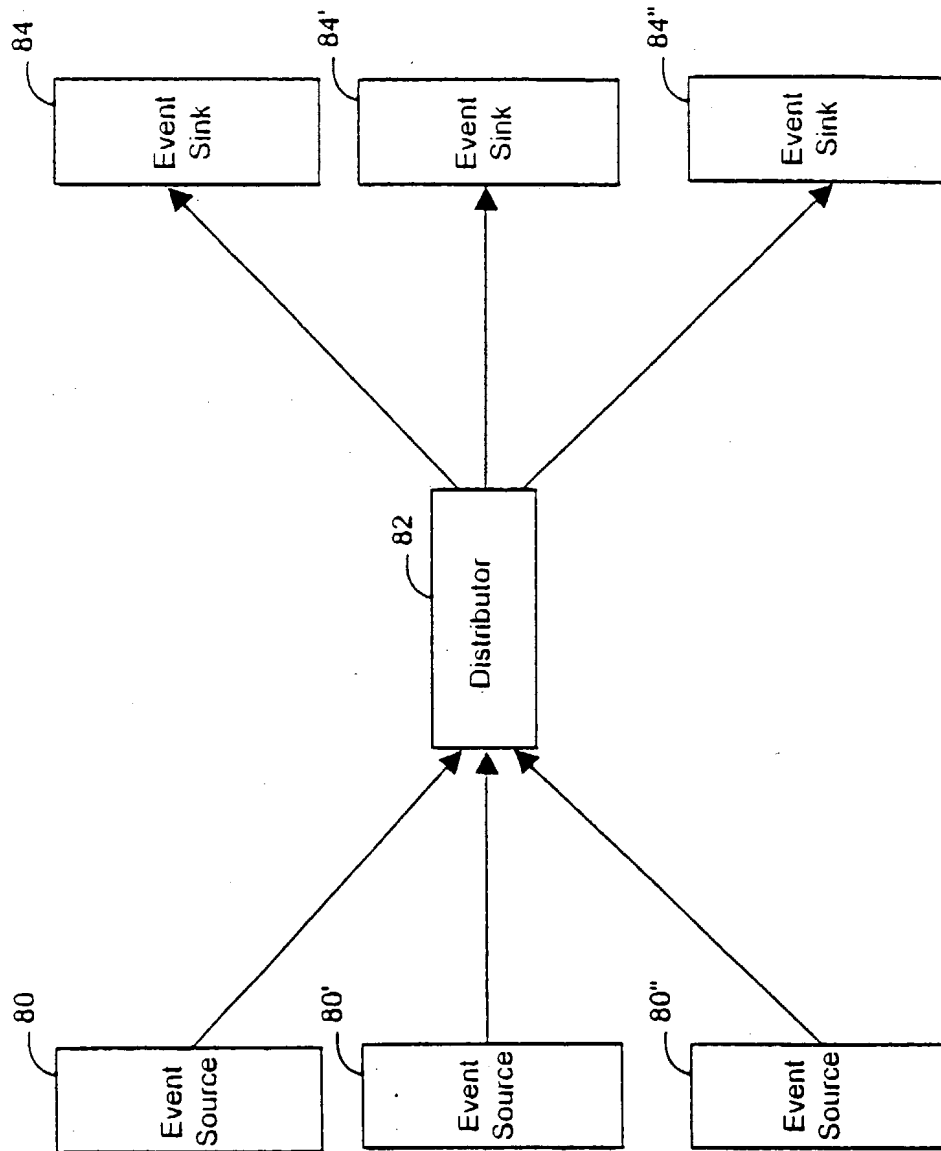 80
Event
Source
80'
Event
Source
80"
Event
Source
82
Distributor
84
Event
Sink
84'
Event
Sink
84"
Event
Sink